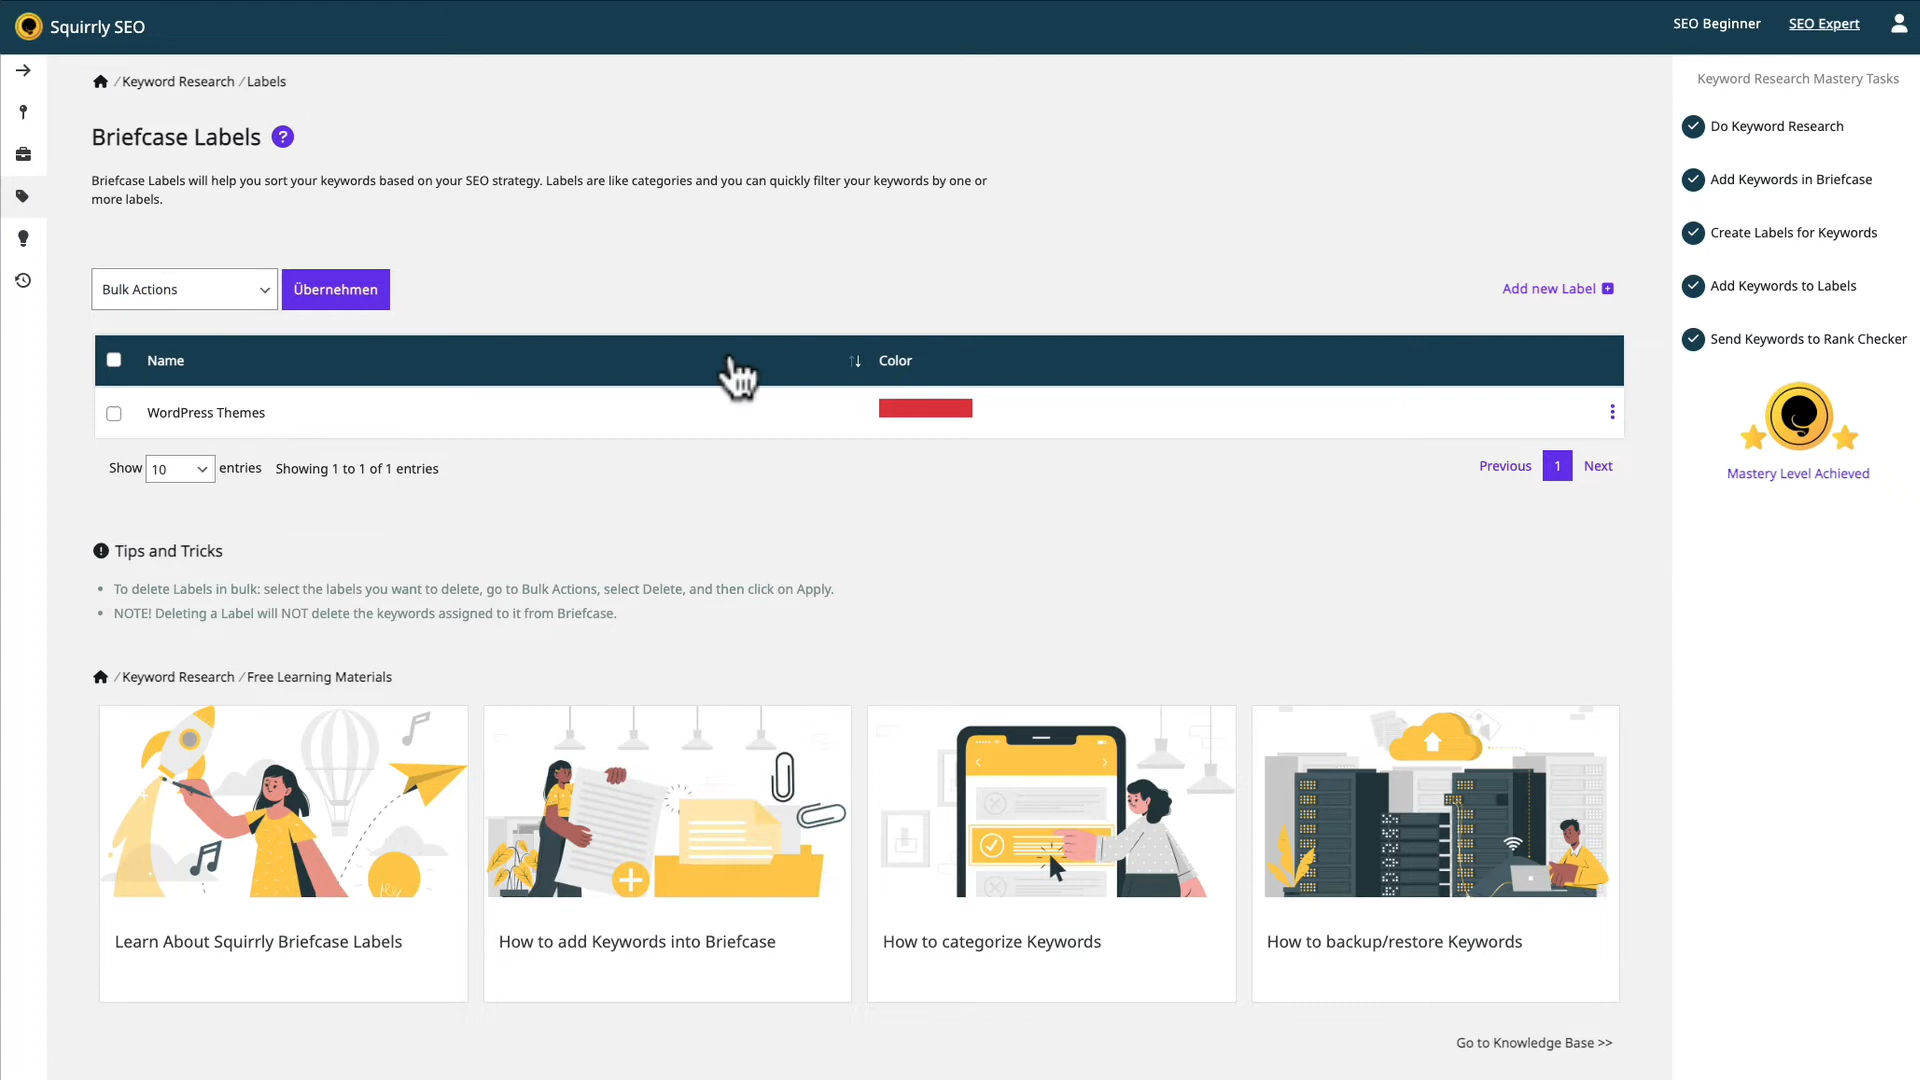 Squirrly SEO
SEO Beginner
SEO Expert
/ Keyword Research / Labels
Briefcase Labels ?
Briefcase Labels will help you sort your keywords based on your SEO strategy. Labels are like categories and you can quickly filter your keywords by one or
more labels.
Bulk Actions
Übernehmen
Add new Label
Name
Color
WordPress Themes
Show 10 entries Showing 1 to 1 of 1 entries
Previous 1 Next
Tips and Tricks
To delete Labels in bulk: select the labels you want to delete, go to Bulk Actions, select Delete, and then click on Apply.
NOTE! Deleting a Label will NOT delete the keywords assigned to it from Briefcase.
/ Keyword Research / Free Learning Materials
Learn About Squirrly Briefcase Labels
How to add Keywords into Briefcase
How to categorize Keywords
How to backup/restore Keywords
Go to Knowledge Base >>
Keyword Research Mastery Tasks
Do Keyword Research
Add Keywords in Briefcase
Create Labels for Keywords
Add Keywords to Labels
Send Keywords to Rank Checker
Mastery Level Achieved